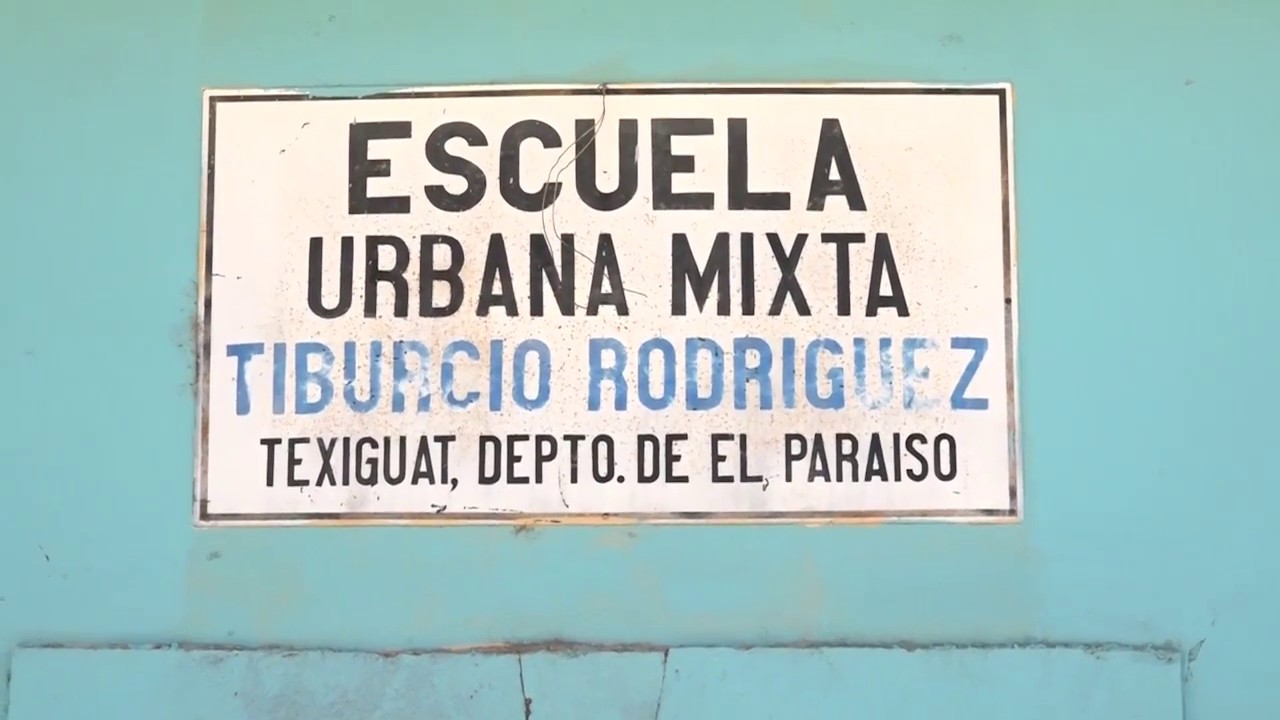 ESCUELA
URBANA MIXTA
TIBURCIO RODRIGUEZ
TEXIGUAT, DEPTO. DE EL PARAISO